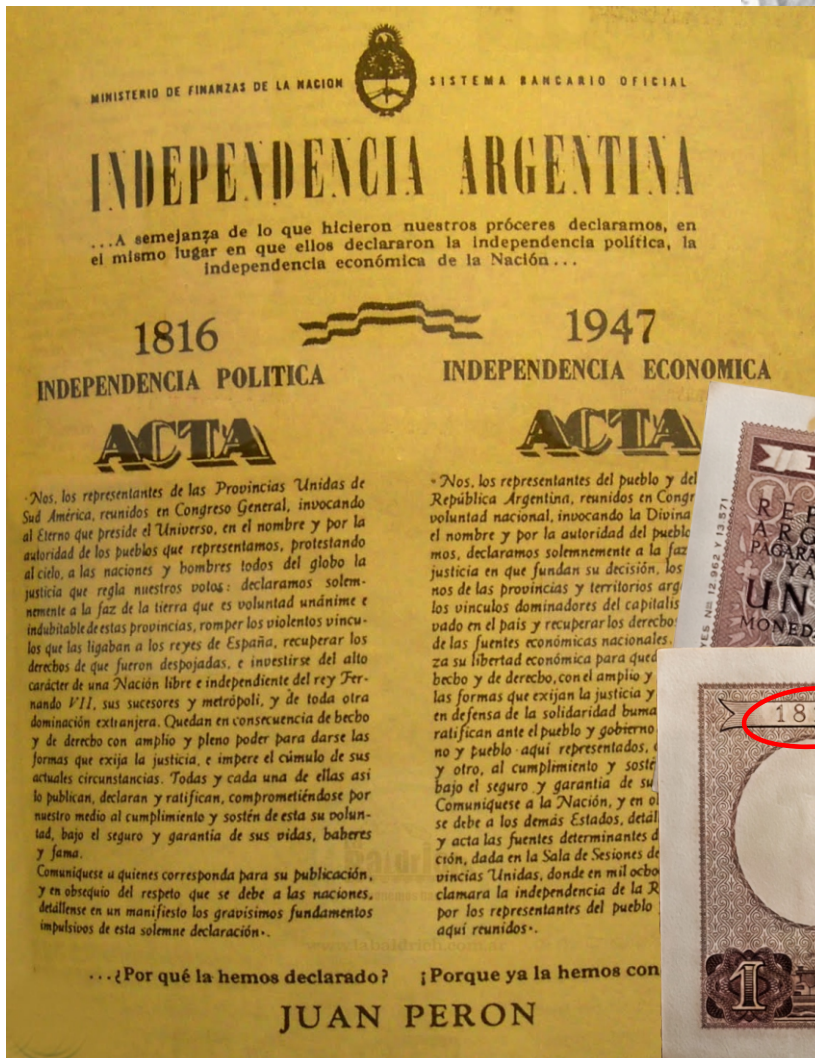 MINISTERIO DE FINANZAS DE LA NACION
SISTEMA BANCARIO OFICIAL
INDEPENDENCIA ARGENTINA
...A semejanza de lo que hicieron nuestros próceres declaramos, en
el mismo lugar en que ellos declararon la independencia política, la
independencia económica de la Nación...
1816
INDEPENDENCIA POLITICA
ACTA
"Nos, los representantes de las Provincias Unidas de
Sud América, reunidos en Congreso General, invocando
al Eterno que preside el Universo, en el nombre y por la
autoridad de los pueblos que representamos, protestando
al cielo, a las naciones y hombres todos del globo la
justicia que regla nuestros votos: declaramos solem-
nemente a la faz de la tierra que es voluntad unánime e
indubitable de estas provincias, romper los violentos víncu-
los que las ligaban a los reyes de España, recuperar los
derechos de que fueron despojadas, e investirse del alto
carácter de una Nación libre e independiente del rey Fer-
nando VII, sus sucesores y metrópoli, y de toda otra
dominación extranjera. Quedan en consecuencia de hecho
y de derecho con amplio y pleno poder para darse las
formas que exija la justicia, e impere el cúmulo de sus
actuales circunstancias. Todas y cada una de ellas así
lo publican, declaran y ratifican, comprometiéndose por
nuestro medio al cumplimiento y sostén de esta su volun-
tad, bajo el seguro y garantía de sus vidas, haberes
y fama.
Comuníquese a quienes corresponda para su publicación,
y en obsequio del respeto que se debe a las naciones,
detállense en un manifiesto los gravísimos fundamentos
impulsivos de esta solemne declaración".
1947
INDEPENDENCIA ECONOMICA
ACTA
"Nos, los representantes del pueblo y del
República Argentina, reunidos en Congr
voluntad nacional, invocando la Divina
el nombre y por la autoridad del pueblo
mos, declaramos solemnemente a la faz
justicia en que fundan su decisión, los
nos de las provincias y territorios arg
los vínculos dominadores del capitalis
vado en el país y recuperar los derechos
de las fuentes económicas nacionales.
za su libertad económica para qued
hecho y de derecho, con el amplio y
las formas que exijan la justicia y
en defensa de la solidaridad huma
ratifican ante el pueblo y gobierno
no y pueblo aquí representados,
y otro, al cumplimiento y sosté
bajo el seguro y garantía de su
Comuníquese a la Nación, y en o
se debe a los demás Estados, detál
y acta las fuentes determinantes d
ción, dada en la Sala de Sesiones de
vincias Unidas, donde en mil ocho
clamara la independencia de la R
por los representantes del pueblo
aquí reunidos".
...¿Por qué la hemos declarado? ¡Porque ya la hemos con
JUAN PERON
www.labaldrich.com.ar
YES Nos 12.962 Y 13.571
REP
ARG
PAGARA
Y A
UN
MONED
18
1